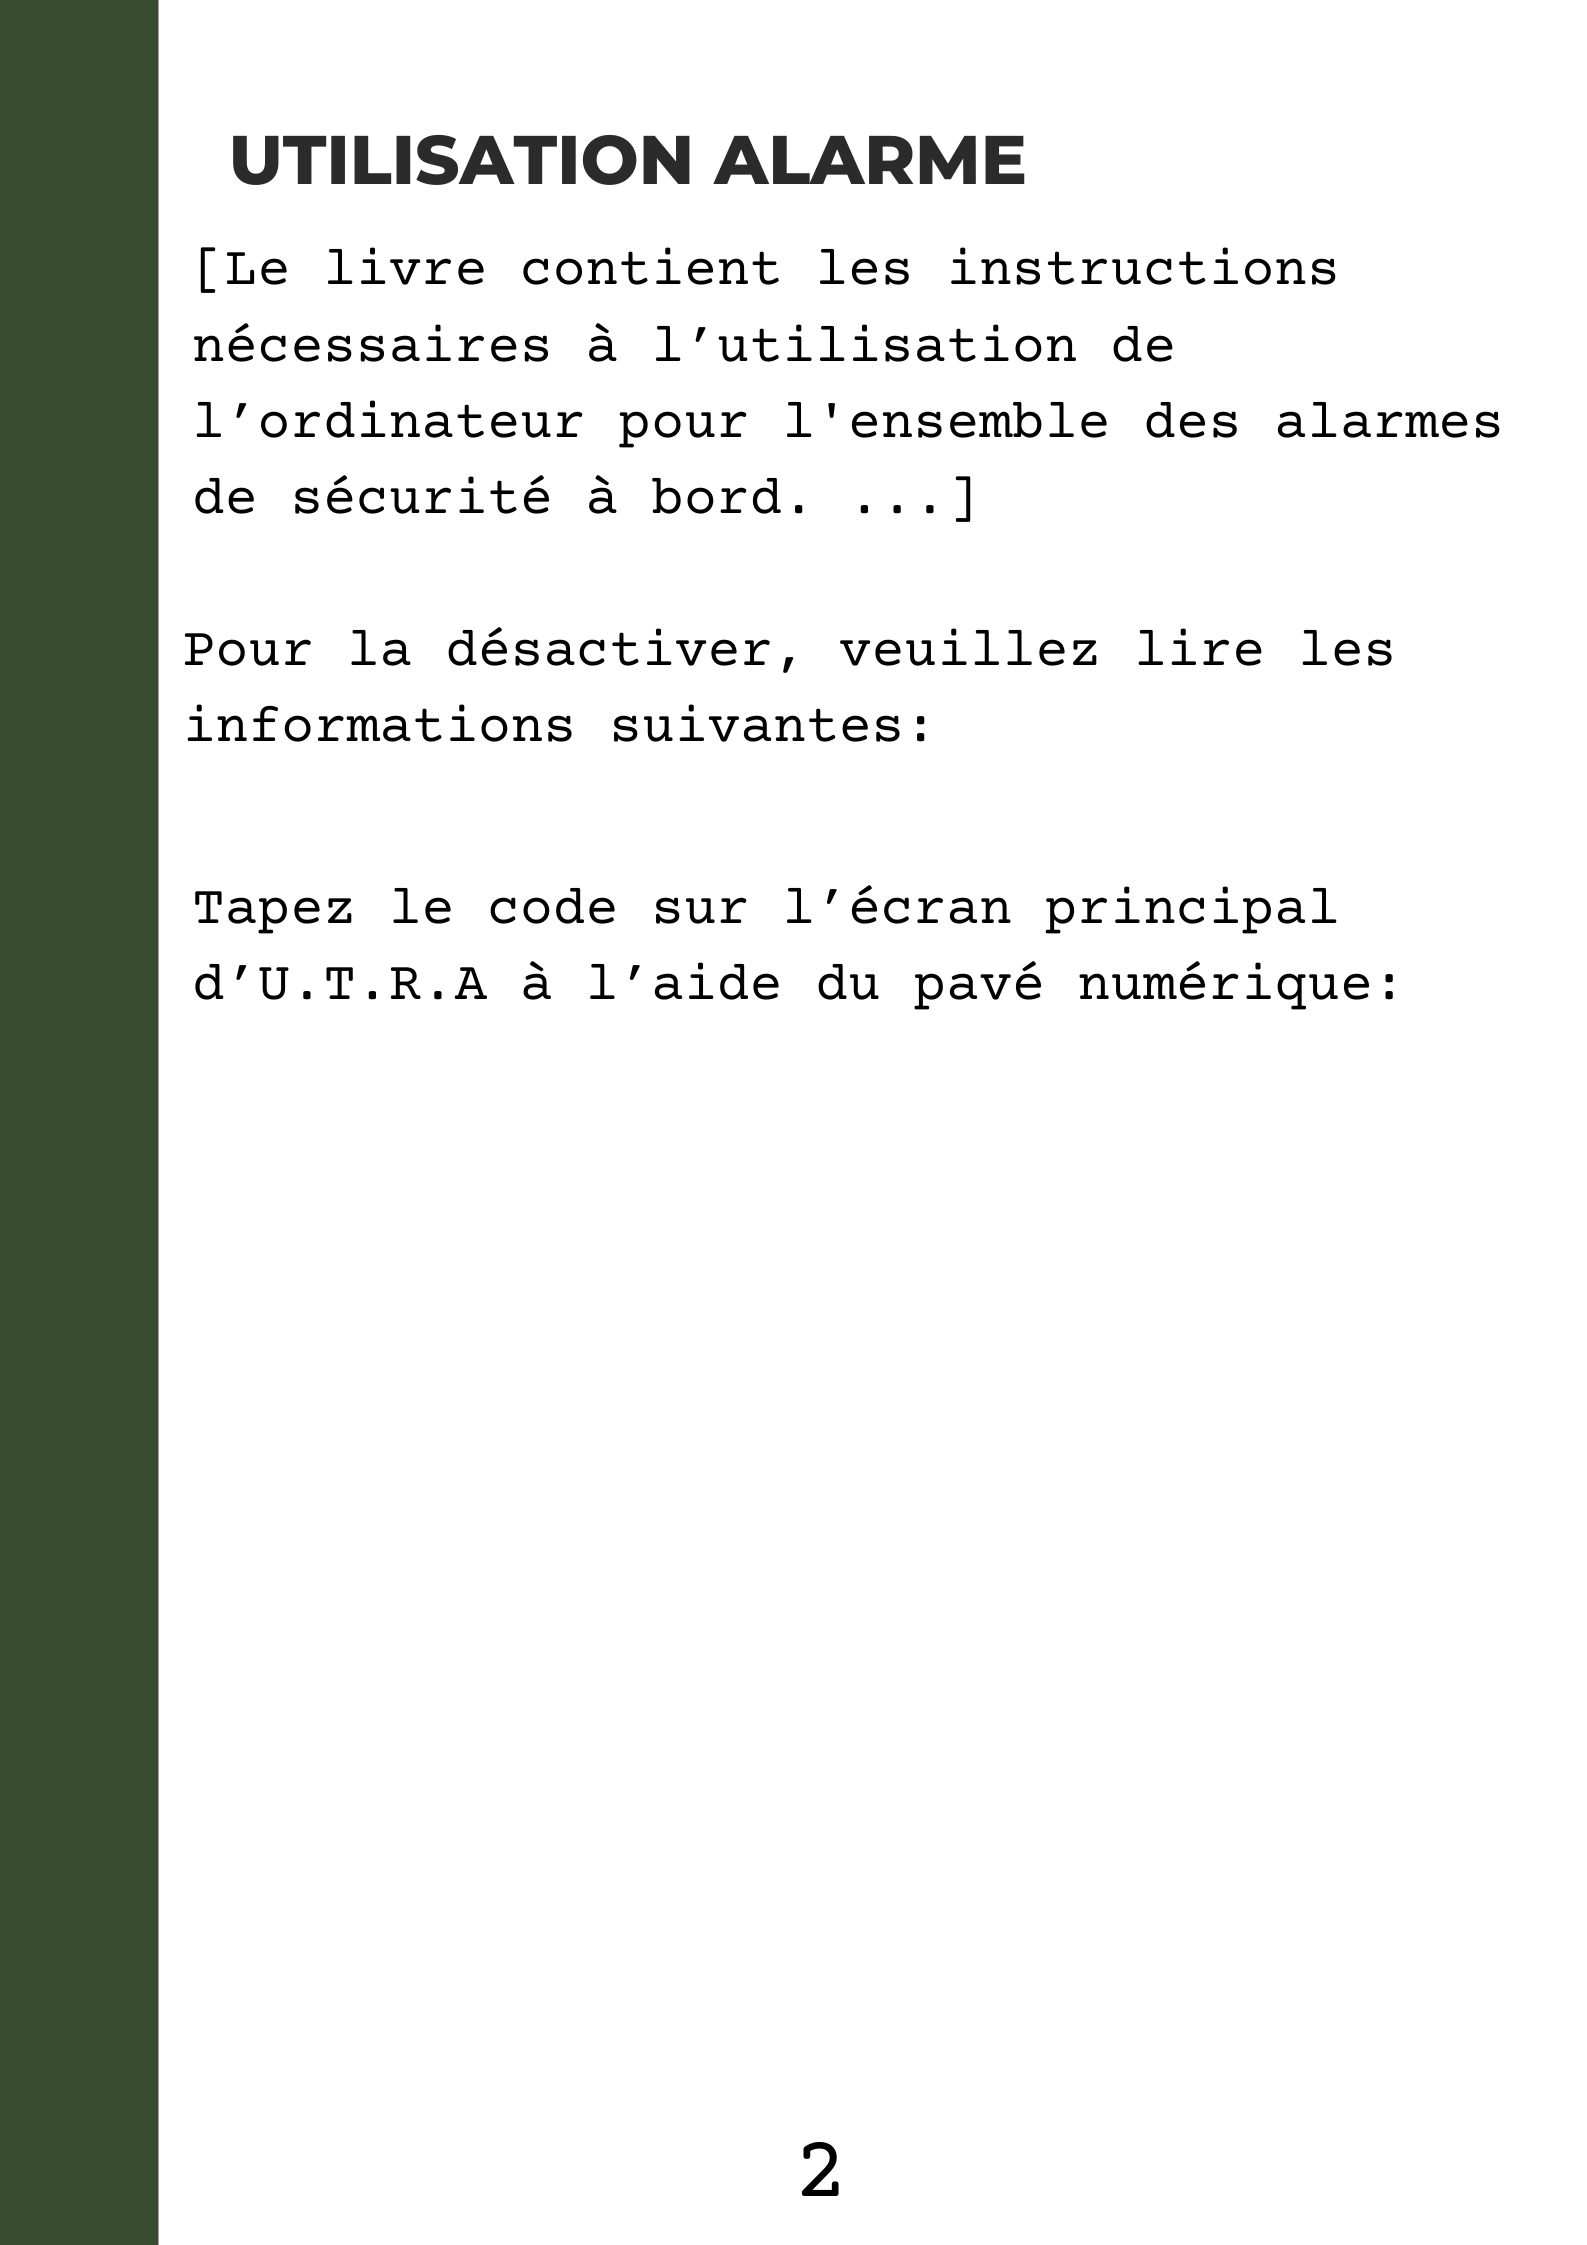 UTILISATION ALARME
[Le livre contient les instructions
nécessaires à l’utilisation de
l’ordinateur pour l'ensemble des alarmes
de sécurité à bord. ...]
Pour la désactiver, veuillez lire les
informations suivantes:
Tapez le code sur l’écran principal
d’U.T.R.A à l’aide du pavé numérique:
2